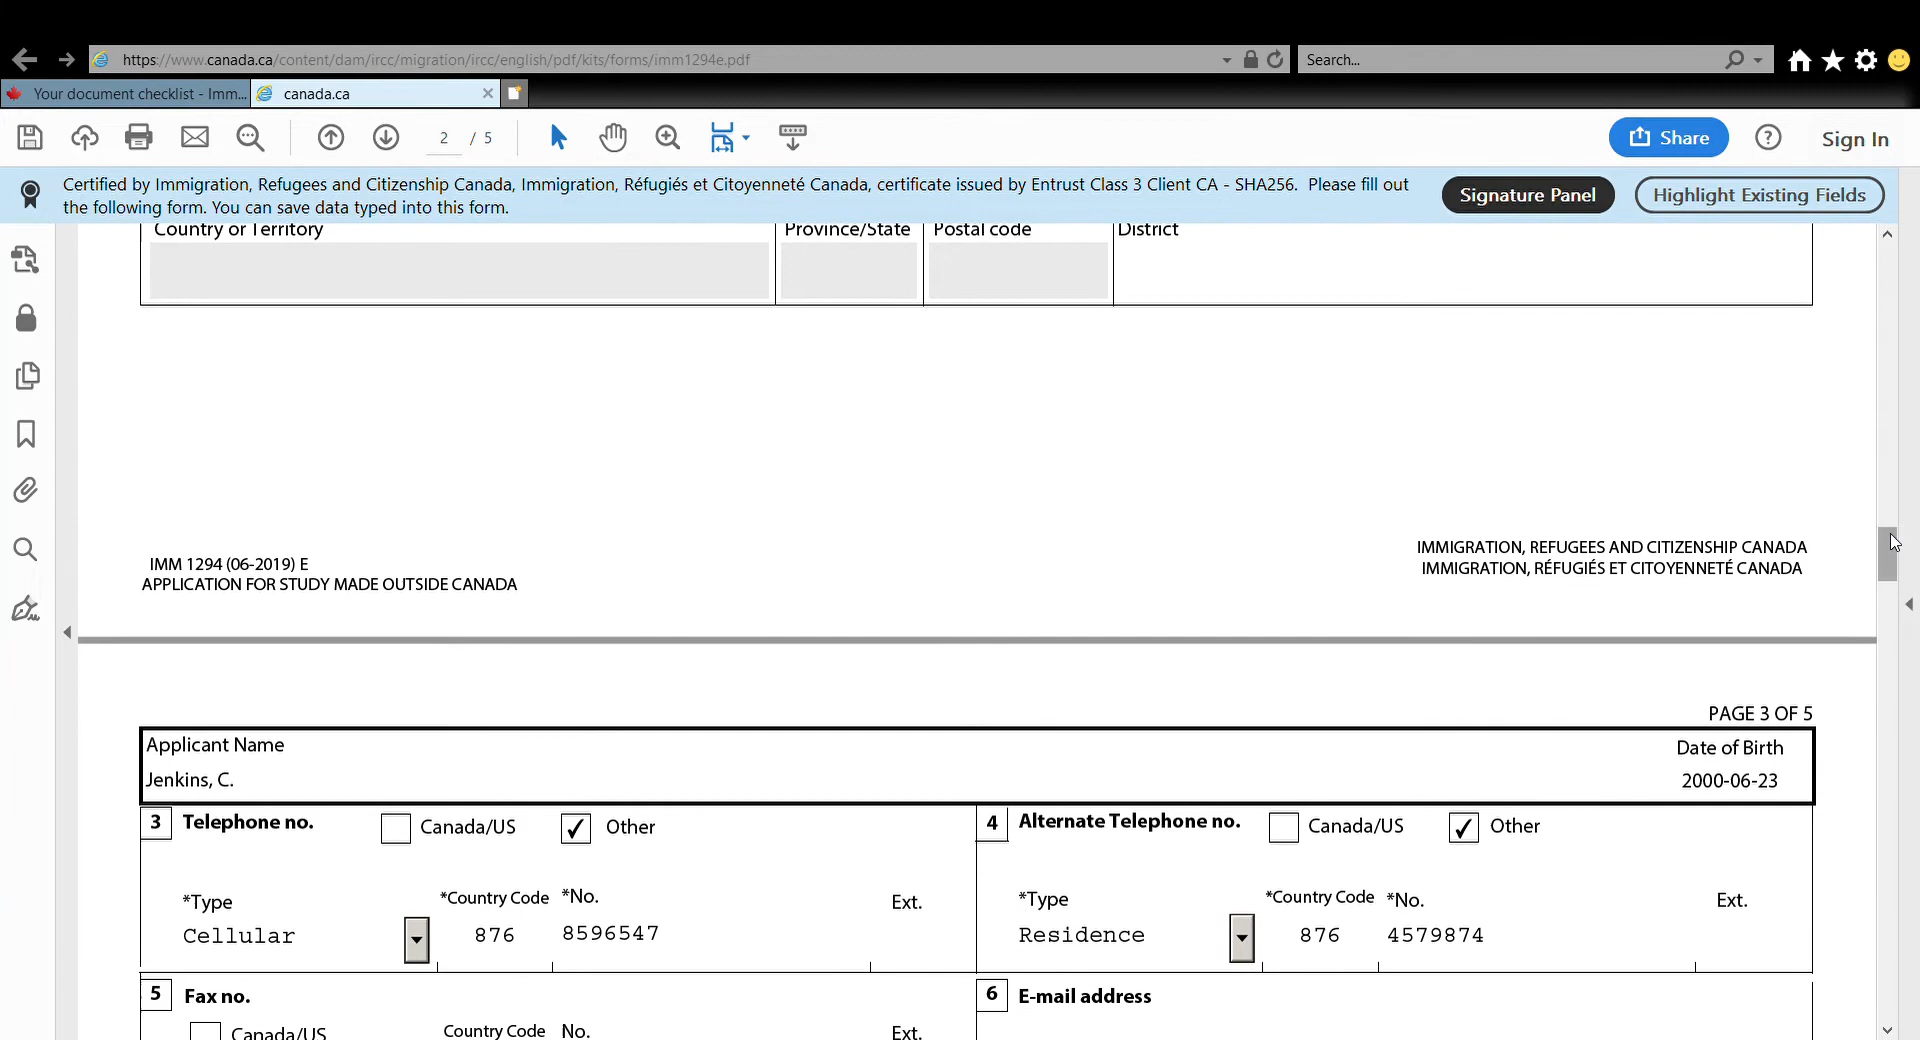 https://www.canada.ca/content/dam/ircc/migration/ircc/english/pdf/kits/forms/imm1294e.pdf
Search...
Your document checklist - Imm...
canada.ca
2 / 5
Share
Sign In
Certified by Immigration, Refugees and Citizenship Canada, Immigration, Réfugiés et Citoyenneté Canada, certificate issued by Entrust Class 3 Client CA - SHA256. Please fill out
the following form. You can save data typed into this form.
Signature Panel
Highlight Existing Fields
Country or Territory
Province/State
Postal code
District
IMM 1294 (06-2019) E
APPLICATION FOR STUDY MADE OUTSIDE CANADA
IMMIGRATION, REFUGEES AND CITIZENSHIP CANADA
IMMIGRATION, RÉFUGIÉS ET CITOYENNETÉ CANADA
PAGE 3 OF 5
Applicant Name
Date of Birth
Jenkins, C.
2000-06-23
3 Telephone no. Canada/US Other
4 Alternate Telephone no. Canada/US Other
*Type *Country Code *No. Ext.
Cellular 876 8596547
*Type *Country Code *No. Ext.
Residence 876 4579874
5 Fax no.
Canada/US Country Code No. Ext.
6 E-mail address